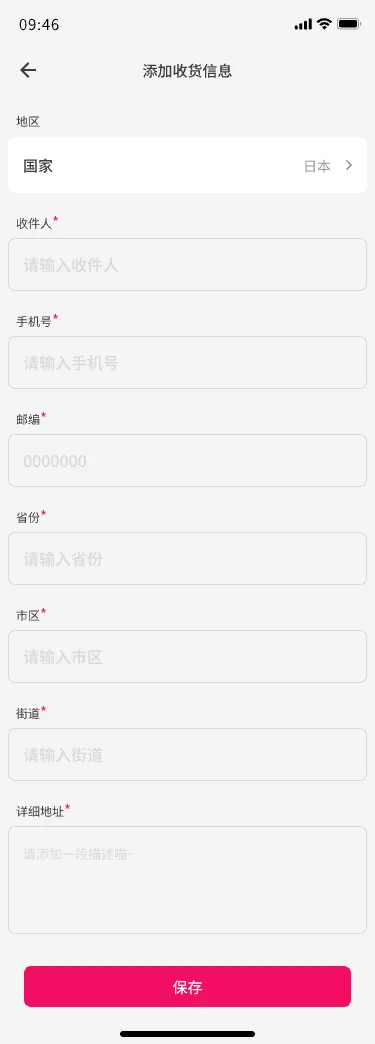 09:46
添加收货信息
地区
国家 日本
收件人*
请输入收件人
手机号*
请输入手机号
邮编*
0000000
省份*
请输入省份
市区*
请输入市区
街道*
请输入街道
详细地址*
请添加一段描述喵~
保存